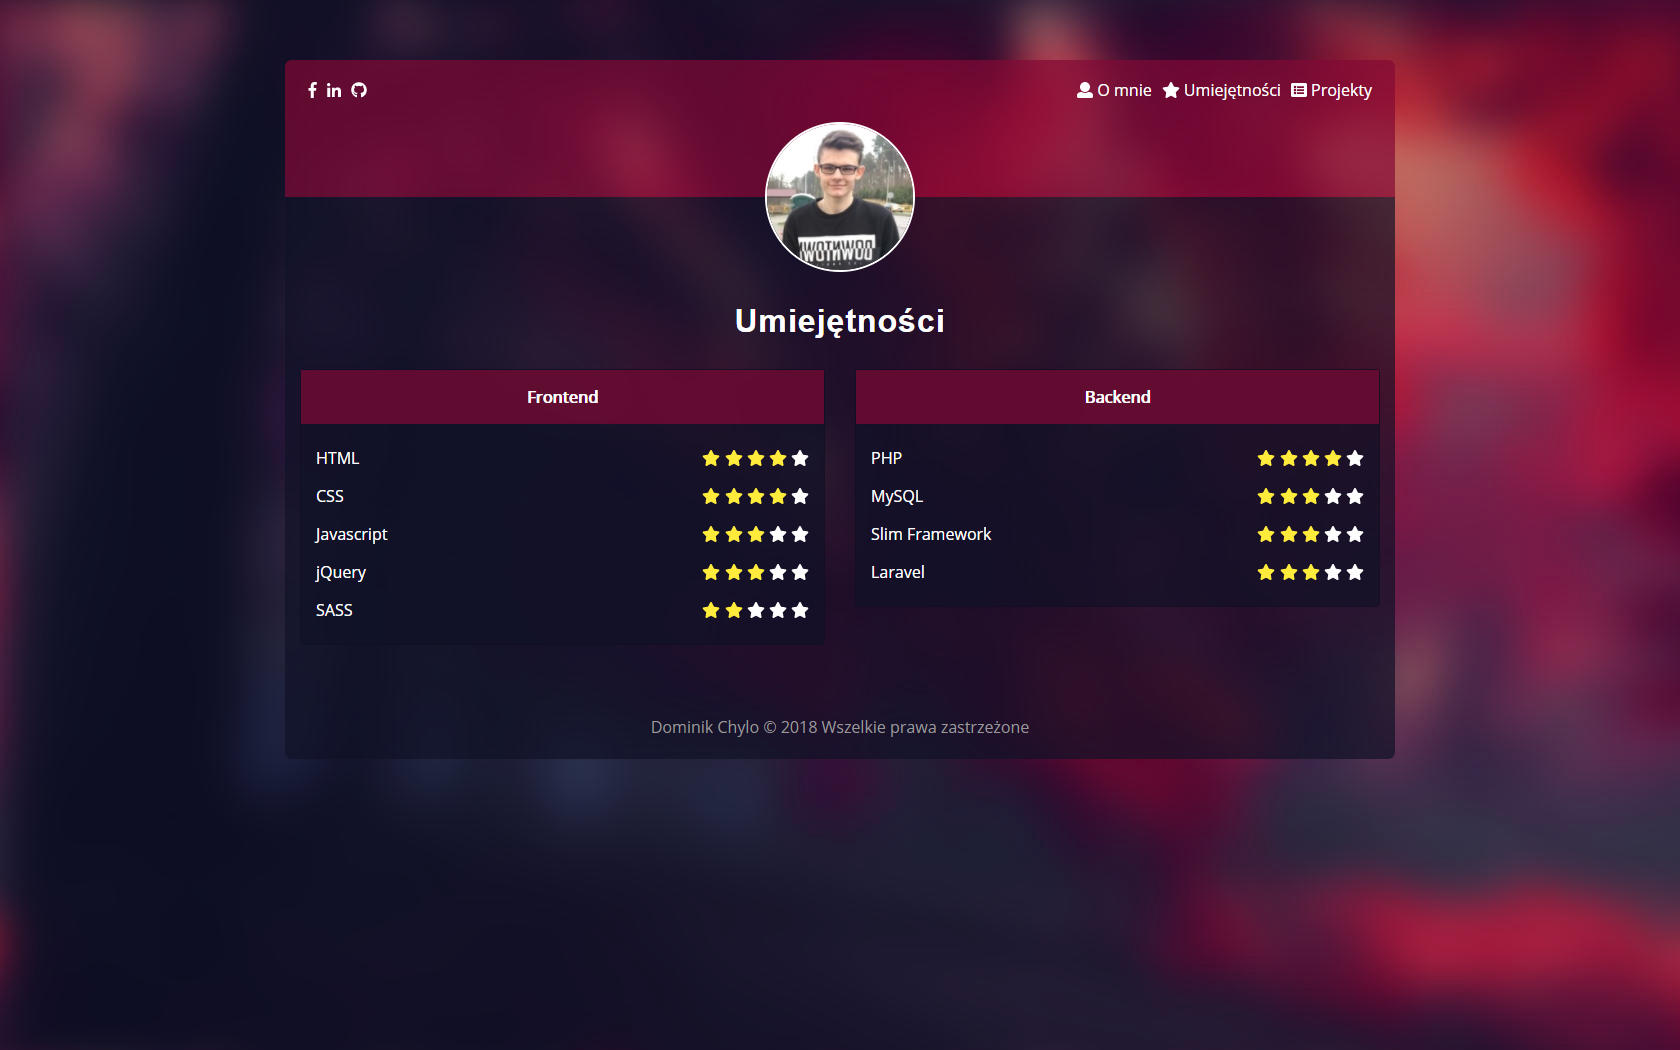 O mnie Umiejętności Projekty
DOWNTOWN
Umiejętności
Frontend
HTML
CSS
Javascript
jQuery
SASS
Backend
PHP
MySQL
Slim Framework
Laravel
Dominik Chylo © 2018 Wszelkie prawa zastrzeżone